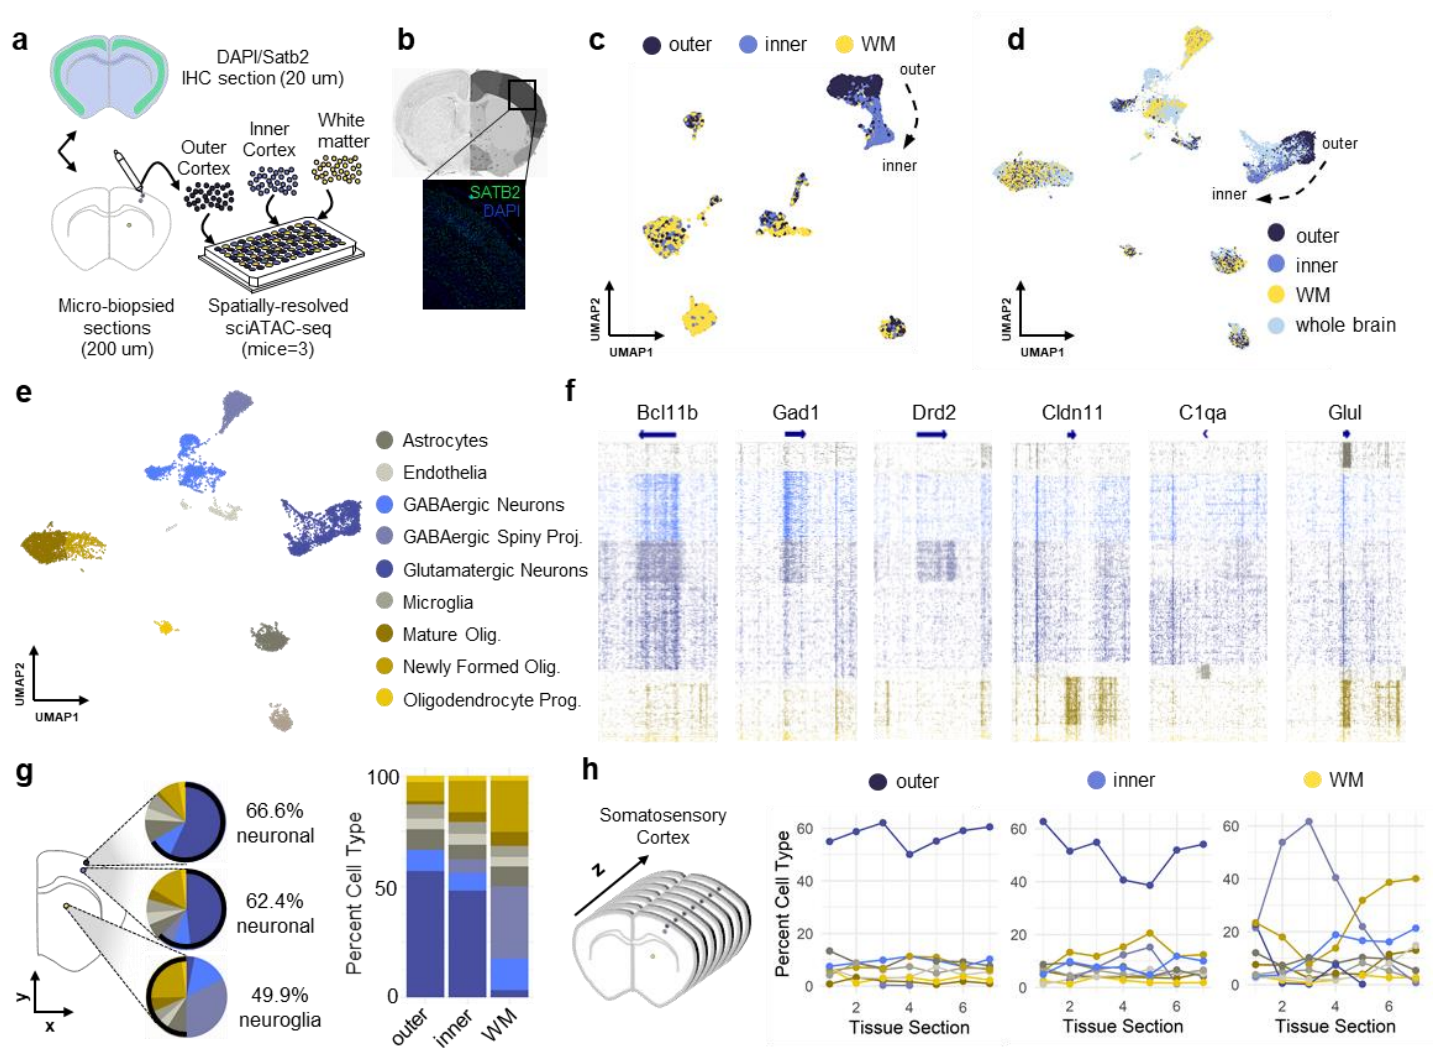 a
DAPI/Satb2
IHC section (20 um)
Outer
Cortex
Inner
Cortex
White
matter
Micro-biopsied
sections
(200 um)
Spatially-resolved
sciATAC-seq
(mice=3)
b
SATB2
DAPI
c
outer
inner
WM
outer
inner
UMAP2
UMAP1
d
outer
inner
outer
inner
WM
whole brain
UMAP2
UMAP1
e
Astrocytes
Endothelia
GABAergic Neurons
GABAergic Spiny Proj.
Glutamatergic Neurons
Microglia
Mature Olig.
Newly Formed Olig.
Oligodendrocyte Prog.
UMAP2
UMAP1
f
Bcl11b
Gad1
Drd2
Cldn11
C1qa
Glul
g
66.6%
neuronal
62.4%
neuronal
49.9%
neuroglia
y
x
Percent Cell Type
100
50
0
outer
inner
WM
h
Somatosensory
Cortex
z
outer
inner
WM
Percent Cell Type
60
40
20
0
2
4
6
Tissue Section
60
40
20
0
2
4
6
Tissue Section
60
40
20
0
2
4
6
Tissue Section